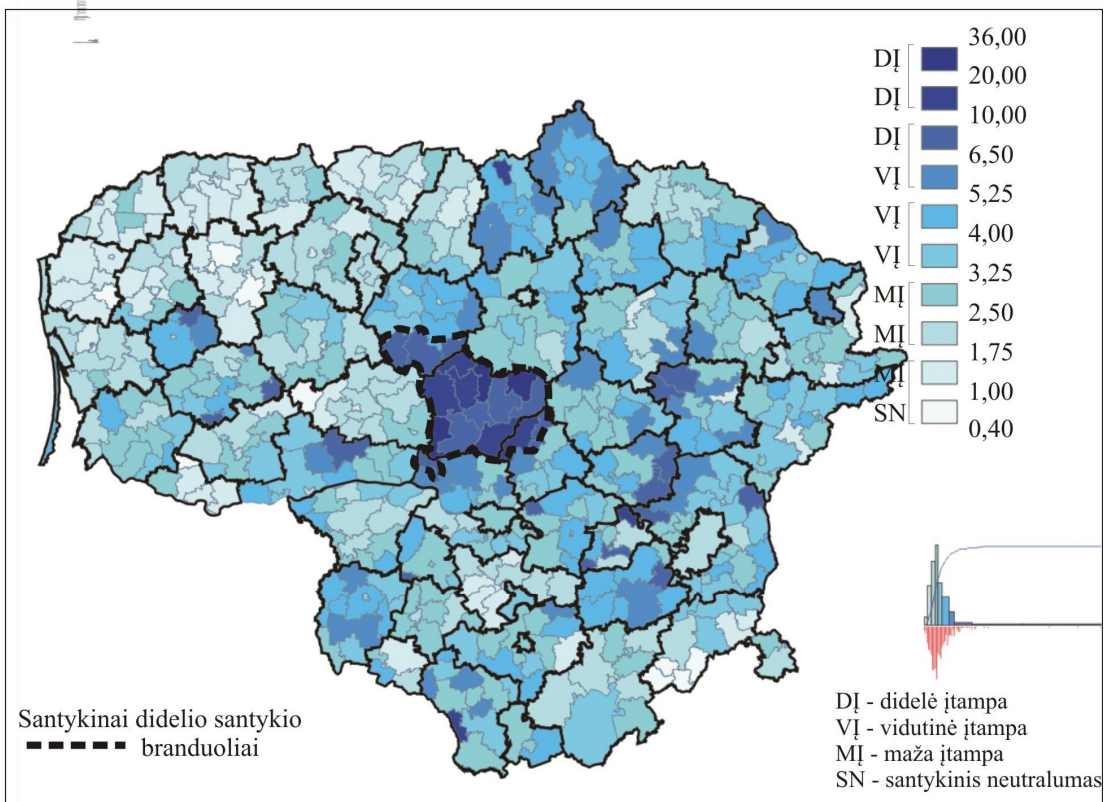 36,00
DĮ
20,00
DĮ
10,00
DĮ
6,50
VĮ
5,25
VĮ
4,00
VĮ
3,25
MĮ
2,50
MĮ
1,75
MĮ
1,00
SN
0,40
Santykinai didelio santykio
branduoliai
DĮ - didelė įtampa
VĮ - vidutinė įtampa
MĮ - maža įtampa
SN - santykinis neutralumas